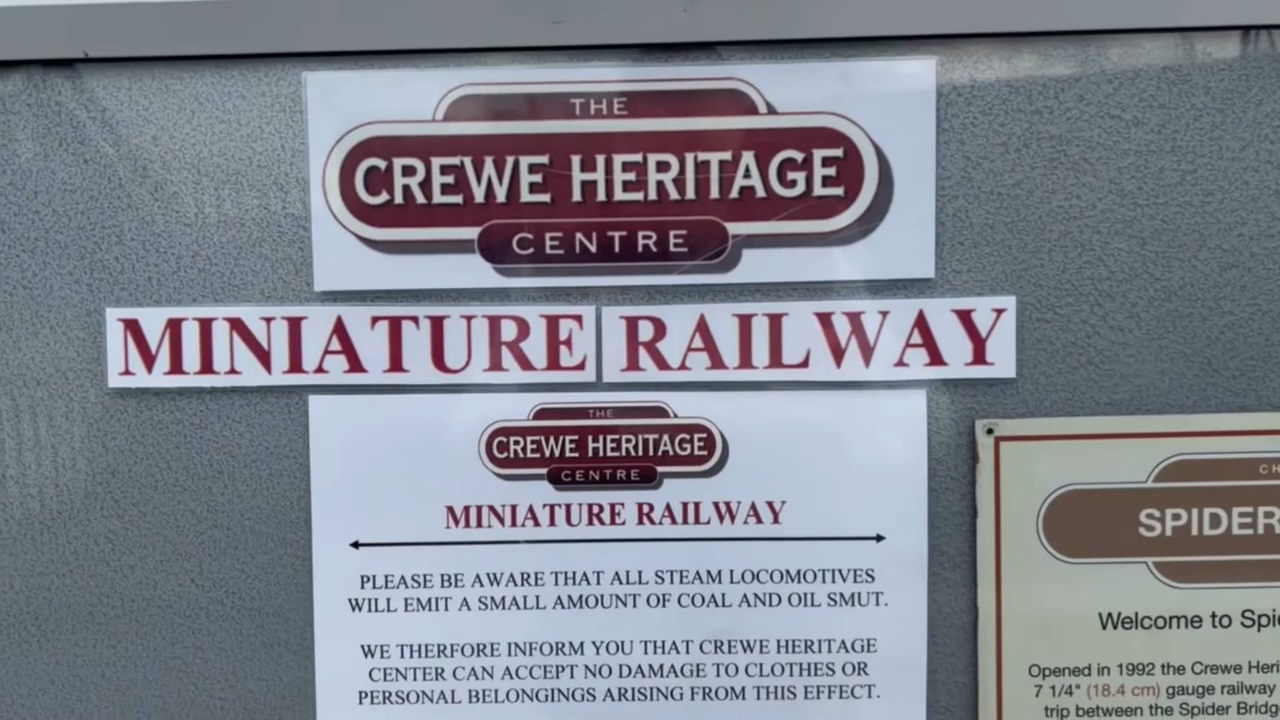 THE
CREWE HERITAGE
CENTRE
MINIATURE RAILWAY
THE
CREWE HERITAGE
CENTRE
MINIATURE RAILWAY
PLEASE BE AWARE THAT ALL STEAM LOCOMOTIVES
WILL EMIT A SMALL AMOUNT OF COAL AND OIL SMUT.
WE THERFORE INFORM YOU THAT CREWE HERITAGE
CENTER CAN ACCEPT NO DAMAGE TO CLOTHES OR
PERSONAL BELONGINGS ARISING FROM THIS EFFECT.
SPIDER
Welcome to
Opened in 1992 the Crewe
7 1/4" (18.4 cm) gauge railway
trip between the Spider